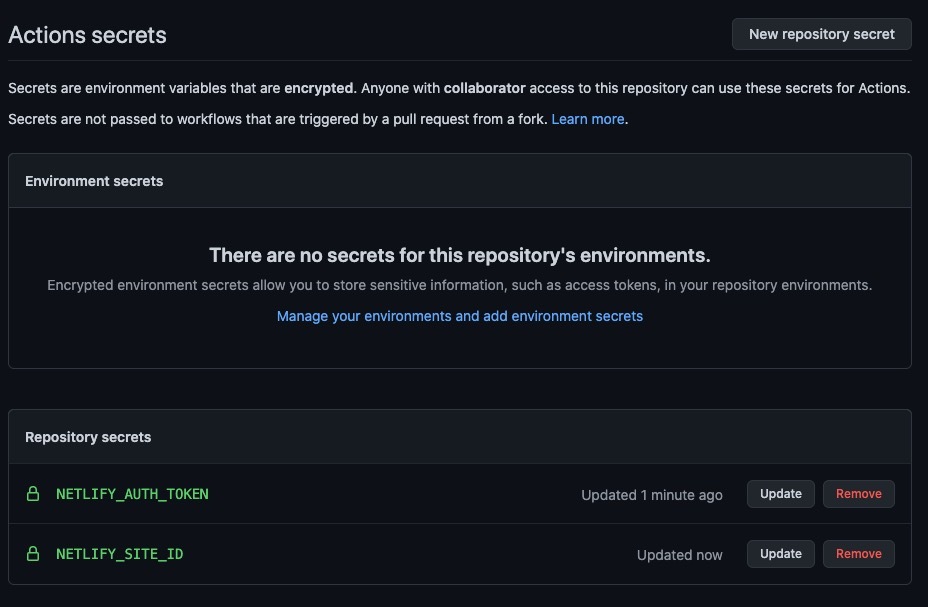 Actions secrets
New repository secret
Secrets are environment variables that are encrypted. Anyone with collaborator access to this repository can use these secrets for Actions.
Secrets are not passed to workflows that are triggered by a pull request from a fork. Learn more.
Environment secrets
There are no secrets for this repository's environments.
Encrypted environment secrets allow you to store sensitive information, such as access tokens, in your repository environments.
Manage your environments and add environment secrets
Repository secrets
NETLIFY_AUTH_TOKEN Updated 1 minute ago Update Remove
NETLIFY_SITE_ID Updated now Update Remove